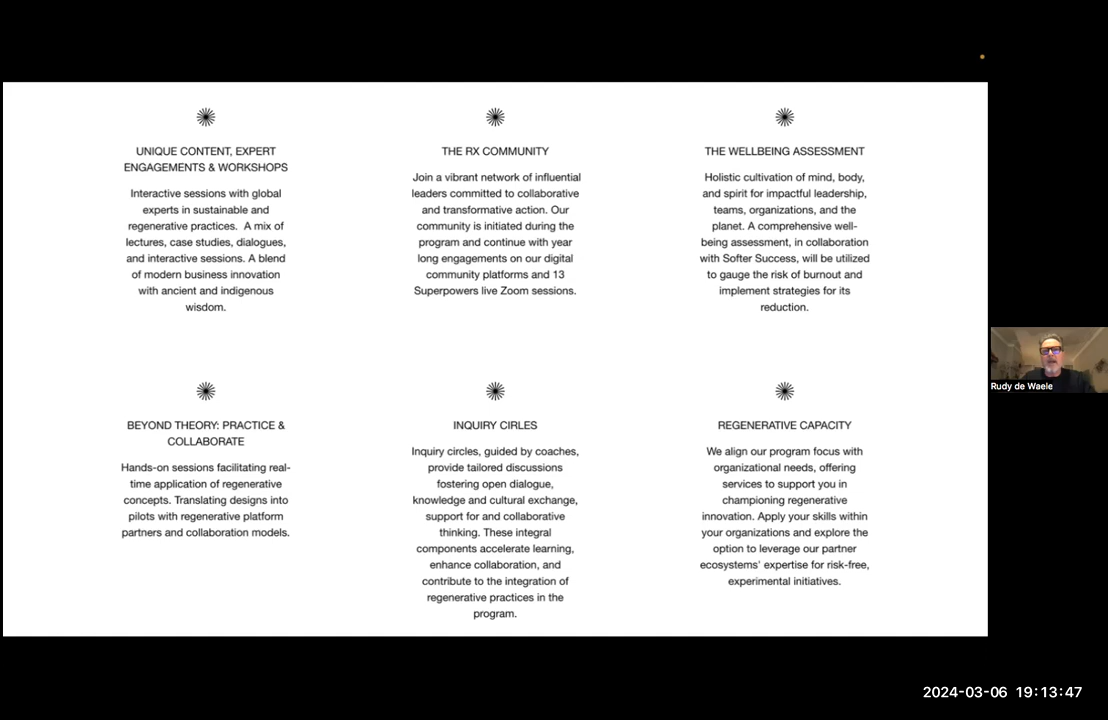 UNIQUE CONTENT, EXPERT
ENGAGEMENTS & WORKSHOPS
Interactive sessions with global
experts in sustainable and
regenerative practices.  A mix of
lectures, case studies, dialogues,
and interactive sessions. A blend
of modern business innovation
with ancient and indigenous
wisdom.
THE RX COMMUNITY
Join a vibrant network of influential
leaders committed to collaborative
and transformative action. Our
community is initiated during the
program and continue with year
long engagements on our digital
community platforms and 13
Superpowers live Zoom sessions.
THE WELLBEING ASSESSMENT
Holistic cultivation of mind, body,
and spirit for impactful leadership,
teams, organizations, and the
planet. A comprehensive well-
being assessment, in collaboration
with Softer Success, will be utilized
to gauge the risk of burnout and
implement strategies for its
reduction.
BEYOND THEORY: PRACTICE &
COLLABORATE
Hands-on sessions facilitating real-
time application of regenerative
concepts. Translating designs into
pilots with regenerative platform
partners and collaboration models.
INQUIRY CIRLES
Inquiry circles, guided by coaches,
provide tailored discussions
fostering open dialogue,
knowledge and cultural exchange,
support for and collaborative
thinking. These integral
components accelerate learning,
enhance collaboration, and
contribute to the integration of
regenerative practices in the
program.
REGENERATIVE CAPACITY
We align our program focus with
organizational needs, offering
services to support you in
championing regenerative
innovation. Apply your skills within
your organizations and explore the
option to leverage our partner
ecosystems' expertise for risk-free,
experimental initiatives.
Rudy de Waele
2024-03-06 19:13:47